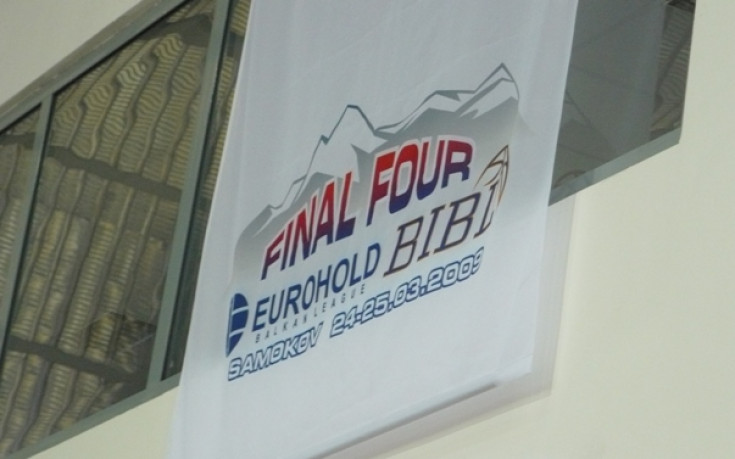 FINAL FOUR
EUROHOLD BIBL
BALKAN LEAGUE
SAMOKOV 24-25.03.2009